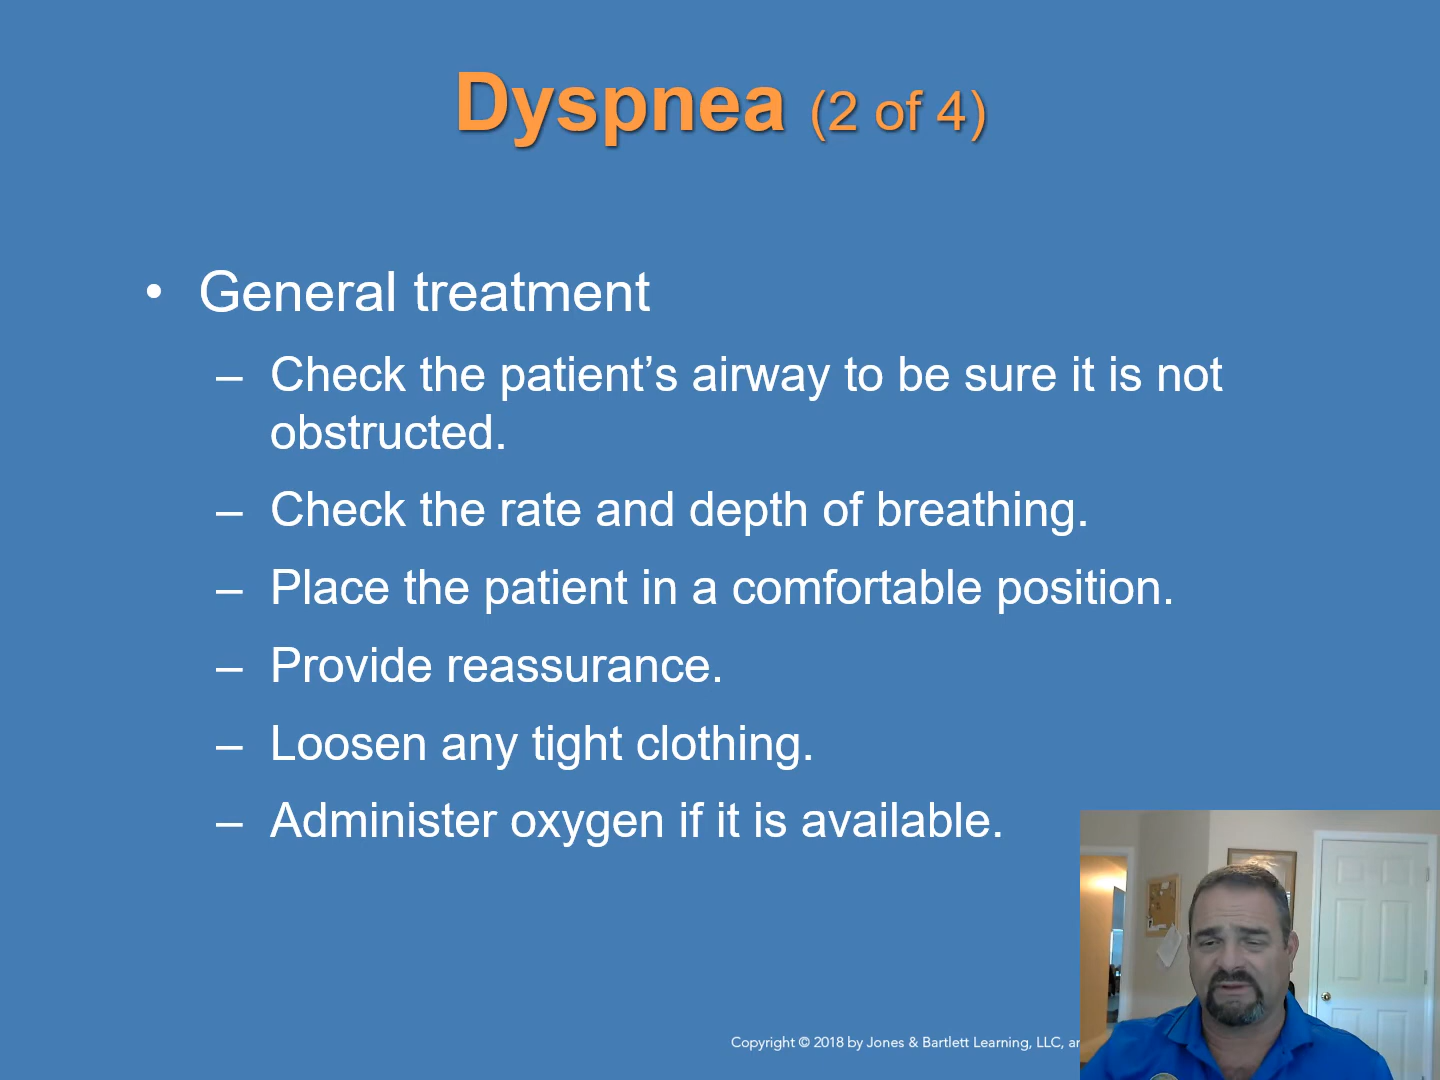 Dyspnea (2 of 4)
• General treatment
– Check the patient’s airway to be sure it is not
obstructed.
– Check the rate and depth of breathing.
– Place the patient in a comfortable position.
– Provide reassurance.
– Loosen any tight clothing.
– Administer oxygen if it is available.
Copyright © 2018 by Jones & Bartlett Learning, LLC,